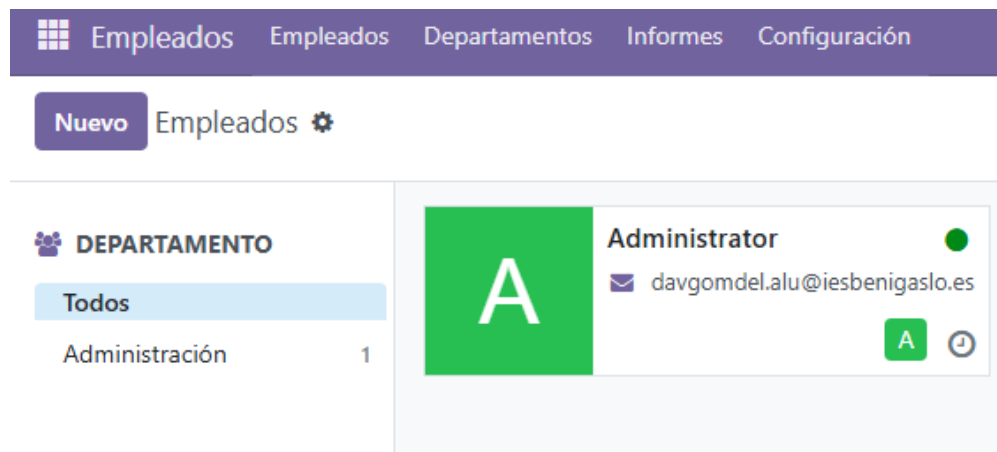 Empleados Empleados Departamentos Informes Configuración
Nuevo Empleados
DEPARTAMENTO
Todos
Administración 1
A
Administrator
davgomdel.alu@iesbenigaslo.es
A